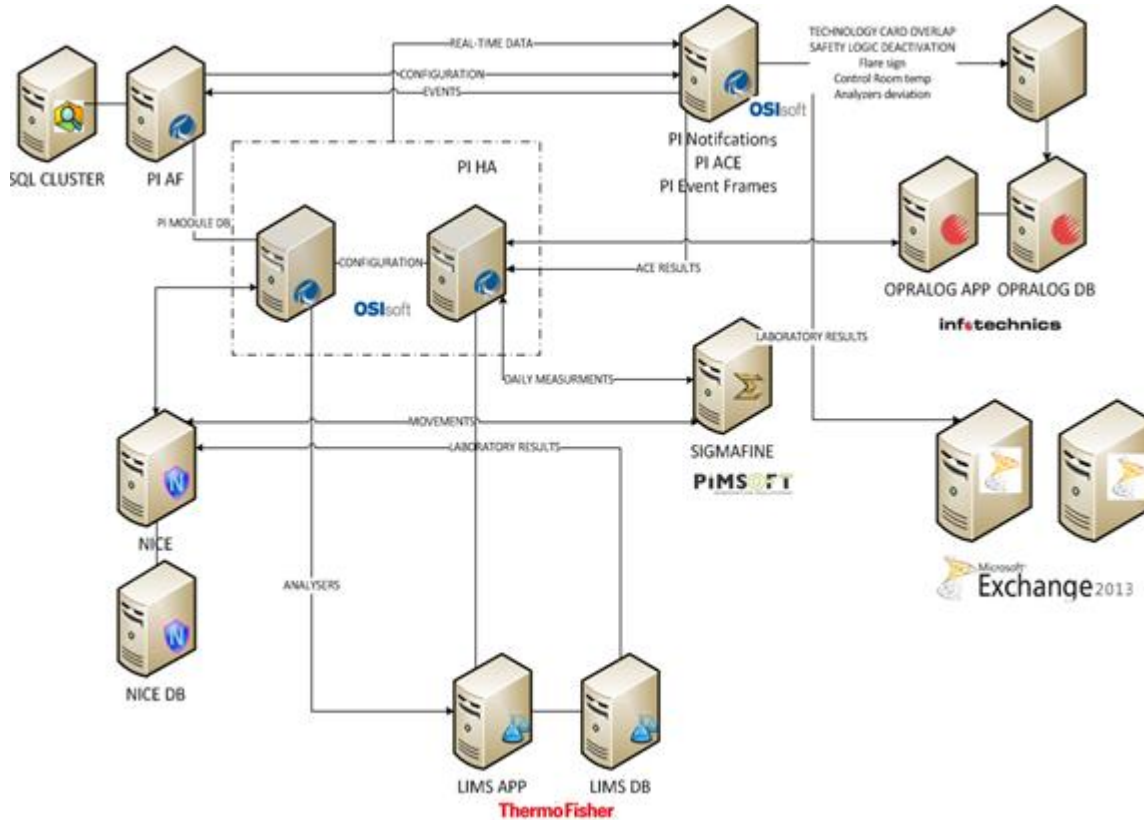 REAL-TIME DATA
TECHNOLOGY CARD OVERLAP
SAFETY LOGIC DEACTIVATION
Flare sign
Control Room temp
Analyzers deviation
CONFIGURATION
EVENTS
OSIsoft
SQL CLUSTER
PI AF
PI HA
PI Notifcations
PI ACE
PI Event Frames
PI MODULE DB
CONFIGURATION
OSIsoft
ACE RESULTS
OPRALOG APP
OPRALOG DB
infotechnics
LABORATORY RESULTS
DAILY MEASURMENTS
MOVEMENTS
LABORATORY RESULTS
SIGMAFINE
PIMSOFT
N
NICE
ANALYSERS
Microsoft
Exchange 2013
N
NICE DB
LIMS APP
LIMS DB
ThermoFisher